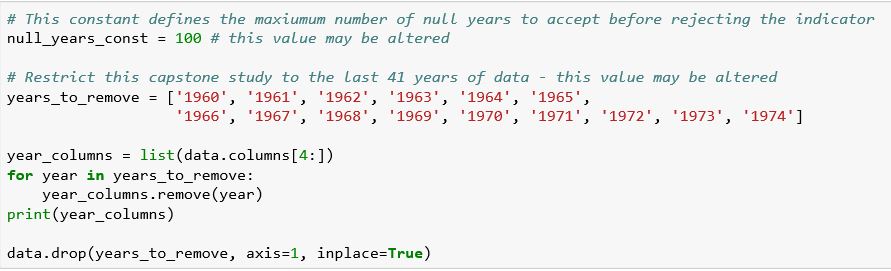 # This constant defines the maxiumum number of null years to accept before rejecting the indicator
null_years_const = 100 # this value may be altered
# Restrict this capstone study to the last 41 years of data - this value may be altered
years_to_remove = ['1960', '1961', '1962', '1963', '1964', '1965',
'1966', '1967', '1968', '1969', '1970', '1971', '1972', '1973', '1974']
year_columns = list(data.columns[4:])
for year in years_to_remove:
year_columns.remove(year)
print(year_columns)
data.drop(years_to_remove, axis=1, inplace=True)